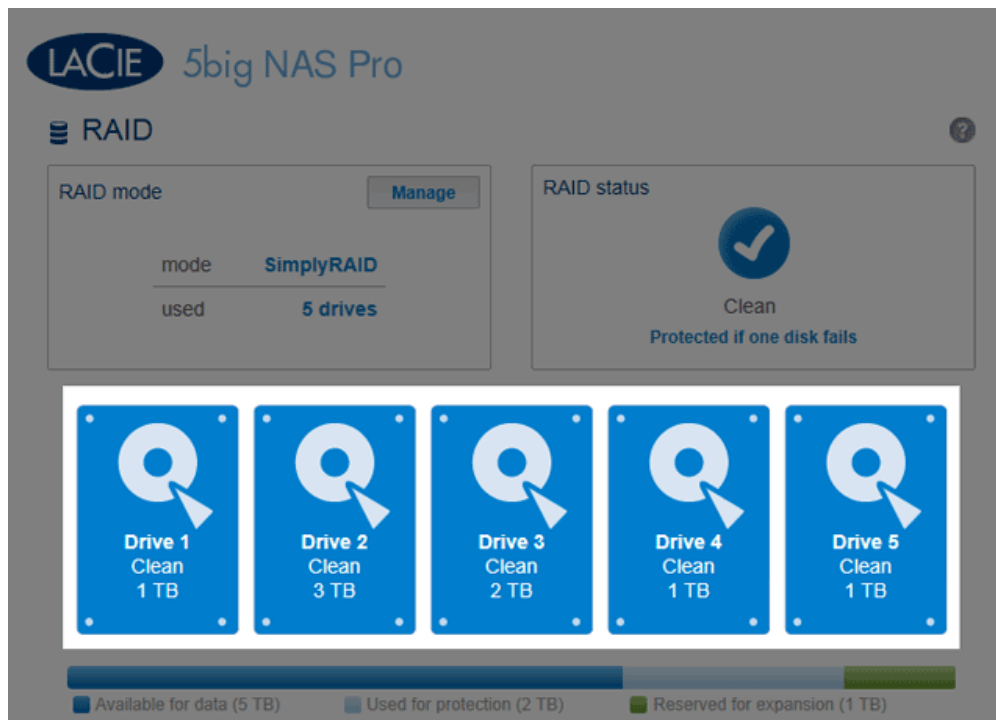 LACIE 5big NAS Pro
RAID
?
RAID mode
Manage
mode SimplyRAID
used 5 drives
RAID status
Clean
Protected if one disk fails
Drive 1
Clean
1 TB
Drive 2
Clean
3 TB
Drive 3
Clean
2 TB
Drive 4
Clean
1 TB
Drive 5
Clean
1 TB
Available for data (5 TB) Used for protection (2 TB) Reserved for expansion (1 TB)